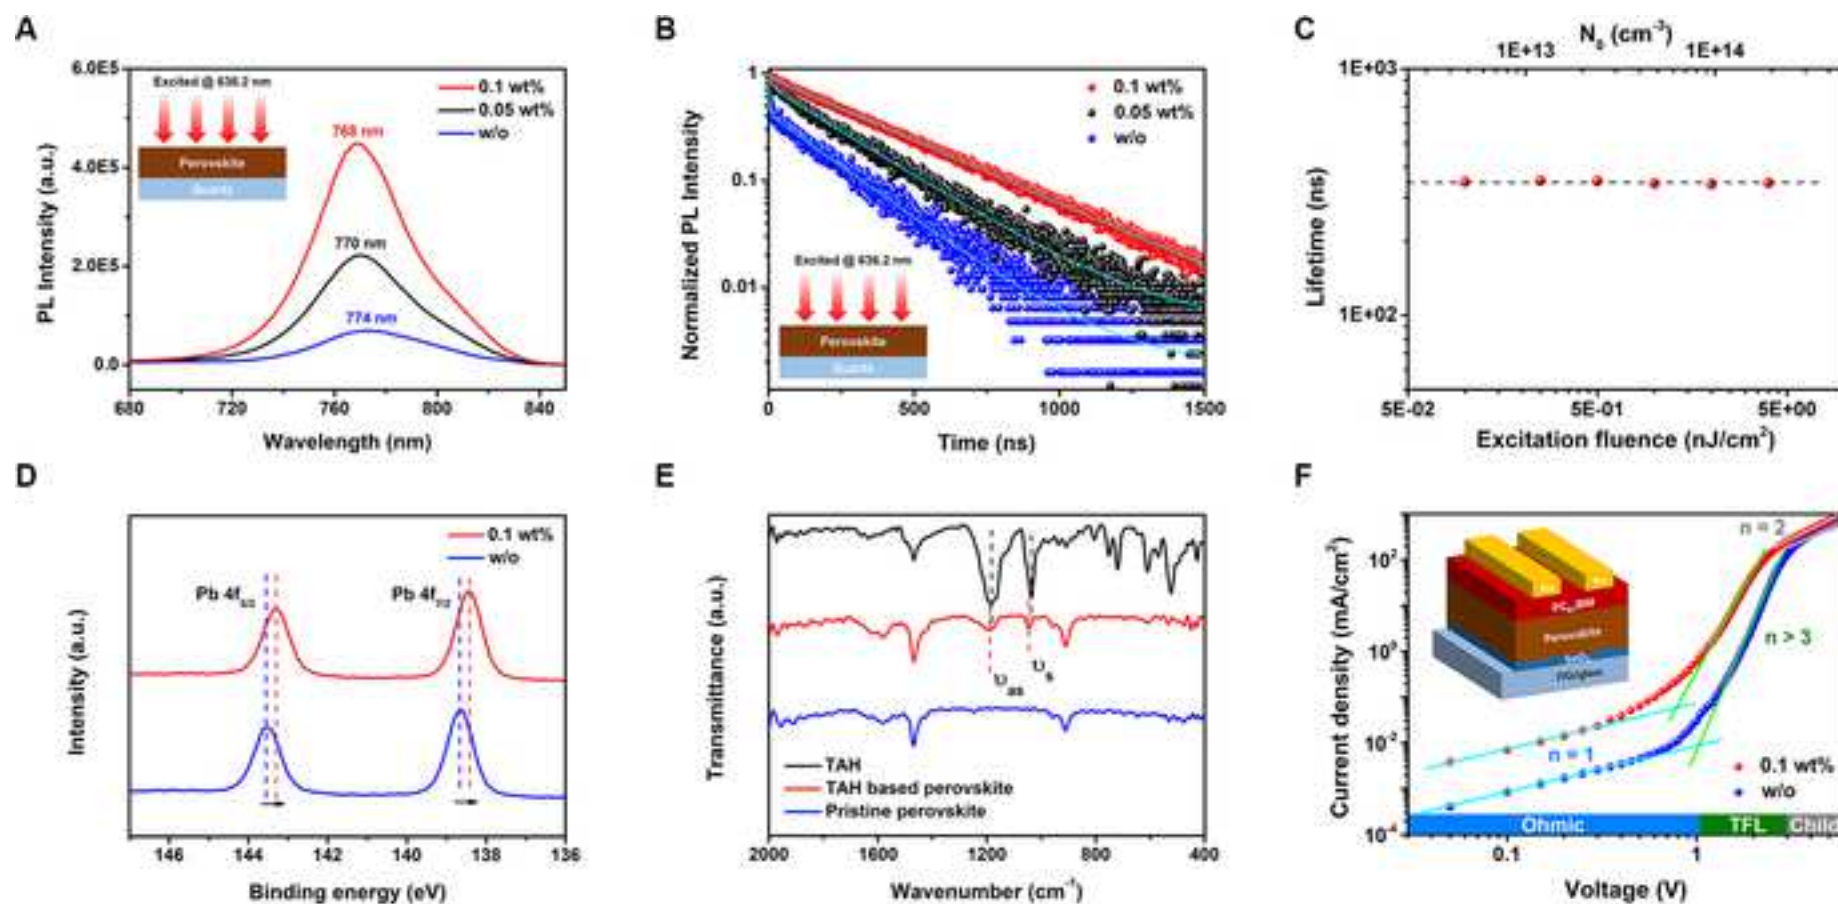 A
6.0E5
4.0E5
2.0E5
0.0
PL Intensity (a.u.)
Excited @ 636.2 nm
Perovskite
0.1 wt%
0.05 wt%
w/o
768 nm
770 nm
774 nm
680 720 760 800 840
Wavelength (nm)
B
1
0.1
0.01
Normalized PL Intensity
0.1 wt%
0.05 wt%
w/o
Excited @ 636.2 nm
Perovskite
0 500 1000 1500
Time (ns)
C
1E+13 1E+14
1E+03
1E+02
Lifetime (ns)
5E-02 5E-01 5E+00
Excitation fluence (nJ/cm²)
D
Intensity (a.u.)
0.1 wt%
w/o
Pb 4f5/2
Pb 4f7/2
146 144 142 140 138 136
Binding energy (eV)
E
Transmittance (a.u.)
υas
υs
TAH
TAH based perovskite
Pristine perovskite
2000 1600 1200 800 400
Wavenumber (cm⁻¹)
F
10²
10⁰
10⁻²
10⁻⁴
Current density (mA/cm²)
Perovskite
n = 2
n > 3
n = 1
0.1 wt%
w/o
Ohmic TFL Child
0.1 1
Voltage (V)